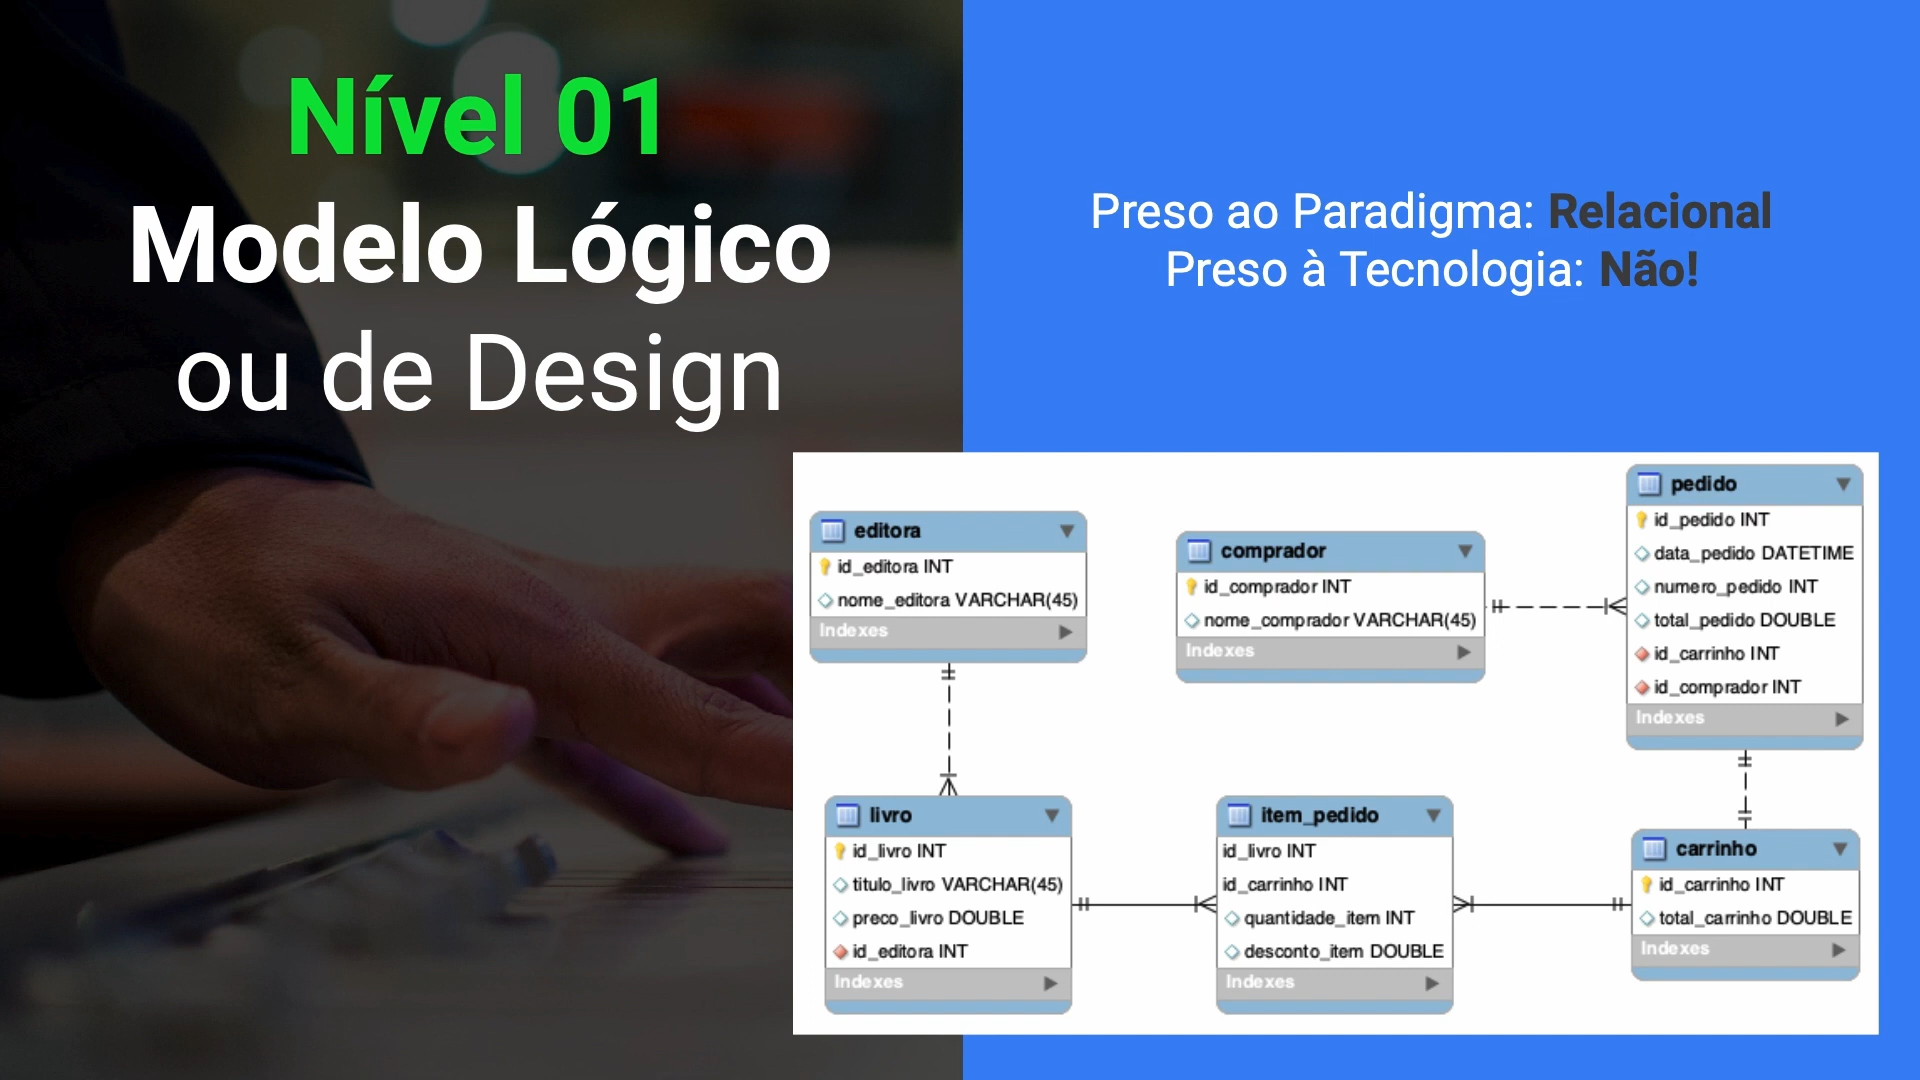 Nível 01
Modelo Lógico
ou de Design
Preso ao Paradigma: Relacional
Preso à Tecnologia: Não!
editora
id_editora INT
nome_editora VARCHAR(45)
Indexes
comprador
id_comprador INT
nome_comprador VARCHAR(45)
Indexes
pedido
id_pedido INT
data_pedido DATETIME
numero_pedido INT
total_pedido DOUBLE
id_carrinho INT
id_comprador INT
Indexes
livro
id_livro INT
titulo_livro VARCHAR(45)
preco_livro DOUBLE
id_editora INT
Indexes
item_pedido
id_livro INT
id_carrinho INT
quantidade_item INT
desconto_item DOUBLE
Indexes
carrinho
id_carrinho INT
total_carrinho DOUBLE
Indexes